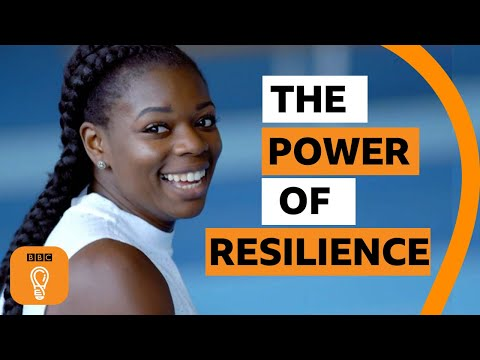 THE
POWER
OF
RESILIENCE
BBC